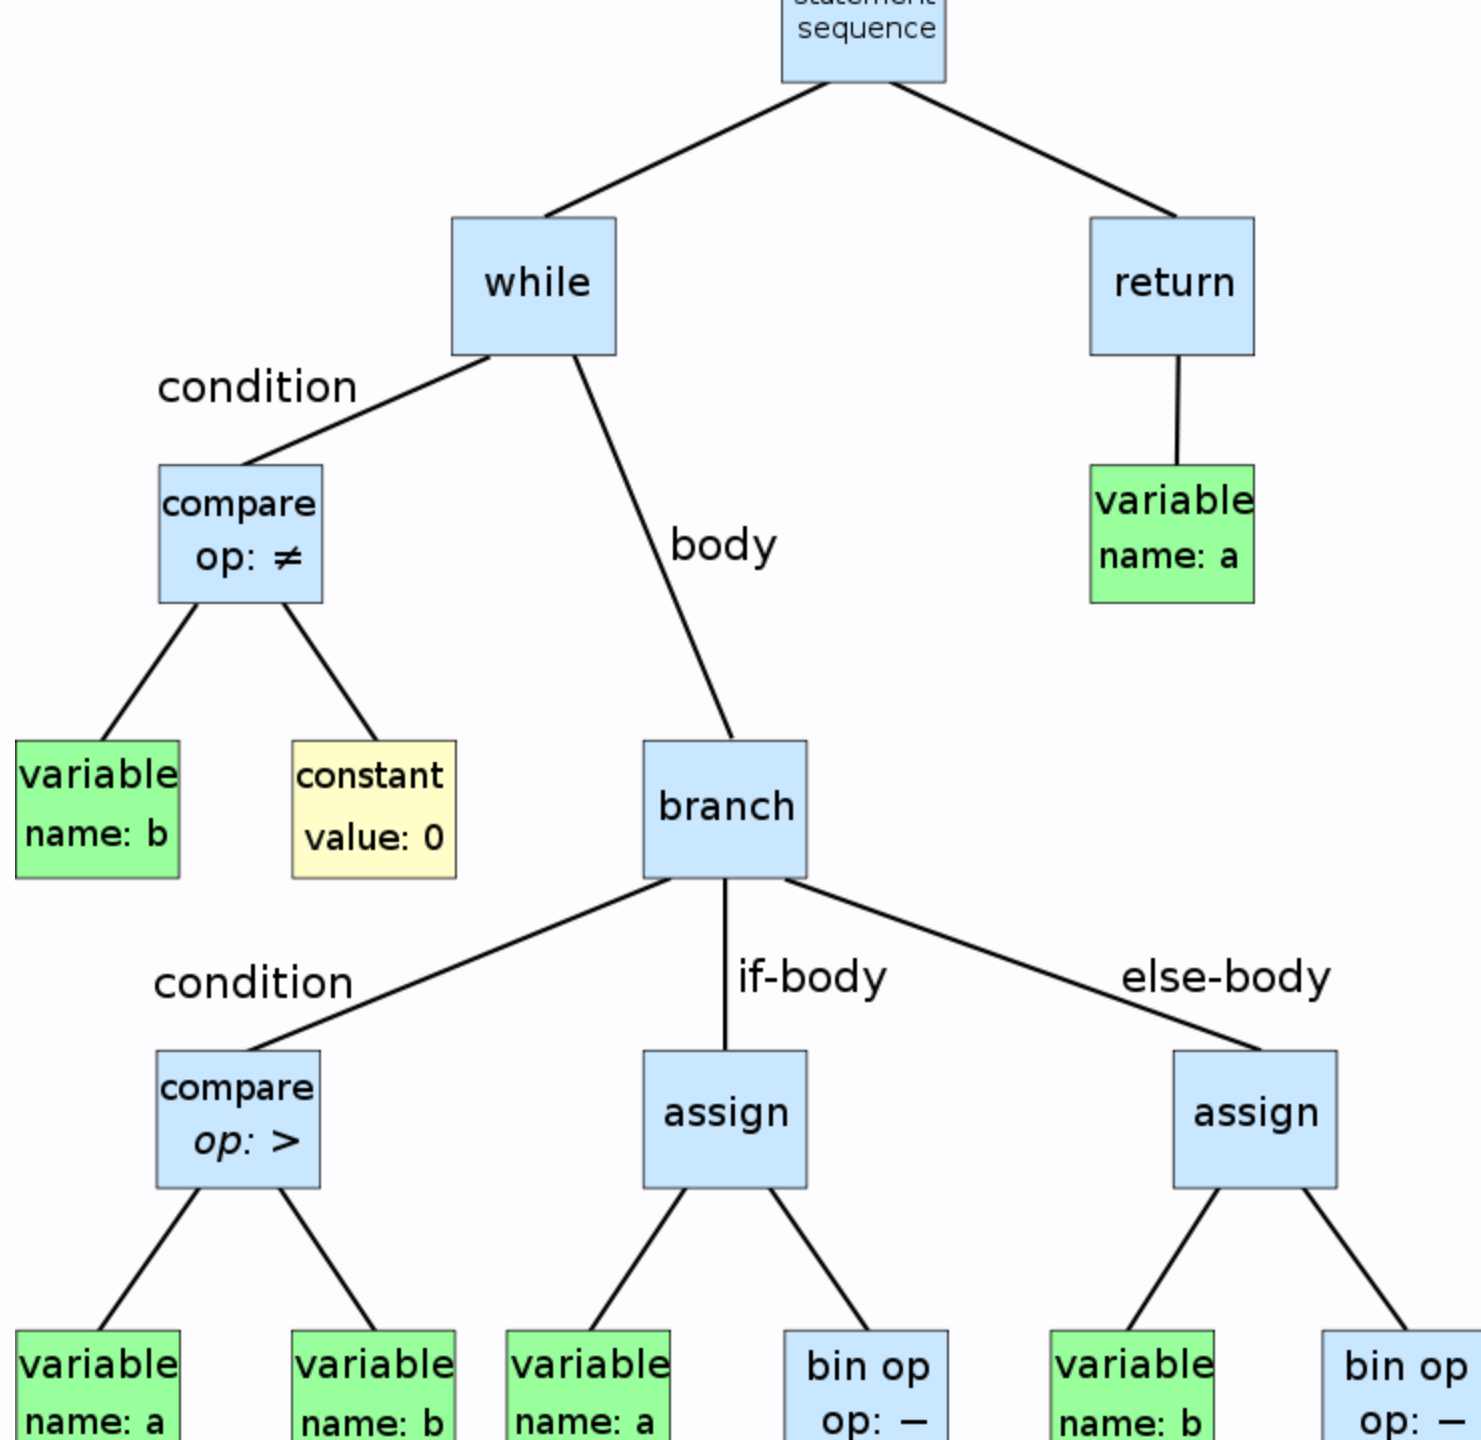 statement
sequence
while
return
condition
compare
op: ≠
variable
name: a
body
variable
name: b
constant
value: 0
branch
condition
if-body
else-body
compare
op: >
assign
assign
variable
name: a
variable
name: b
variable
name: a
bin op
op: −
variable
name: b
bin op
op: −